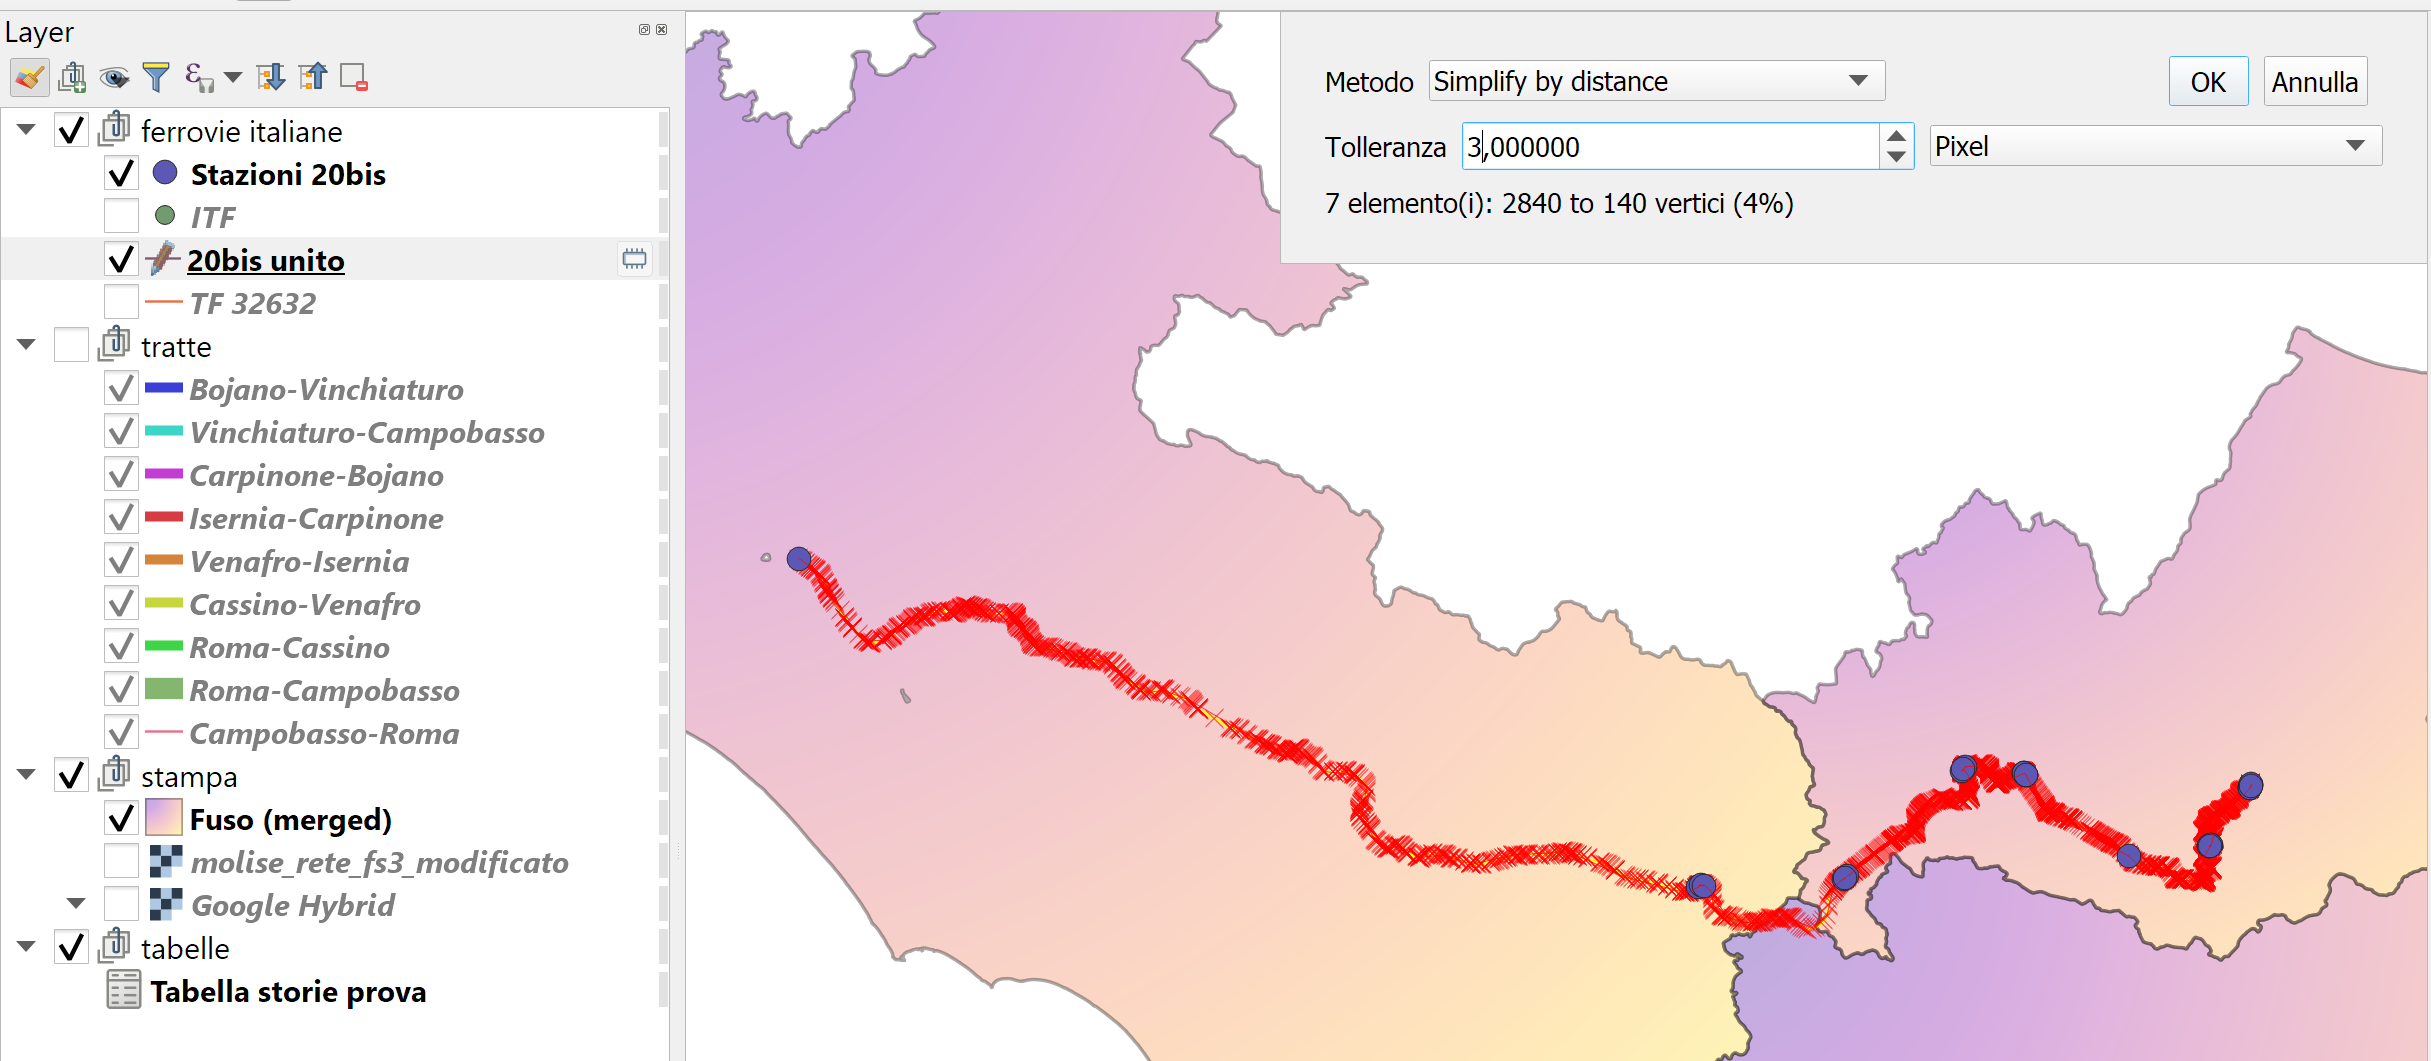 Layer
ferrovie italiane
Stazioni 20bis
ITF
20bis unito
TF 32632
tratte
Bojano-Vinchiaturo
Vinchiaturo-Campobasso
Carpinone-Bojano
Isernia-Carpinone
Venafro-Isernia
Cassino-Venafro
Roma-Cassino
Roma-Campobasso
Campobasso-Roma
stampa
Fuso (merged)
molise_rete_fs3_modificato
Google Hybrid
tabelle
Tabella storie prova
Metodo Simplify by distance OK Annulla
Tolleranza 3,000000 Pixel
7 elemento(i): 2840 to 140 vertici (4%)